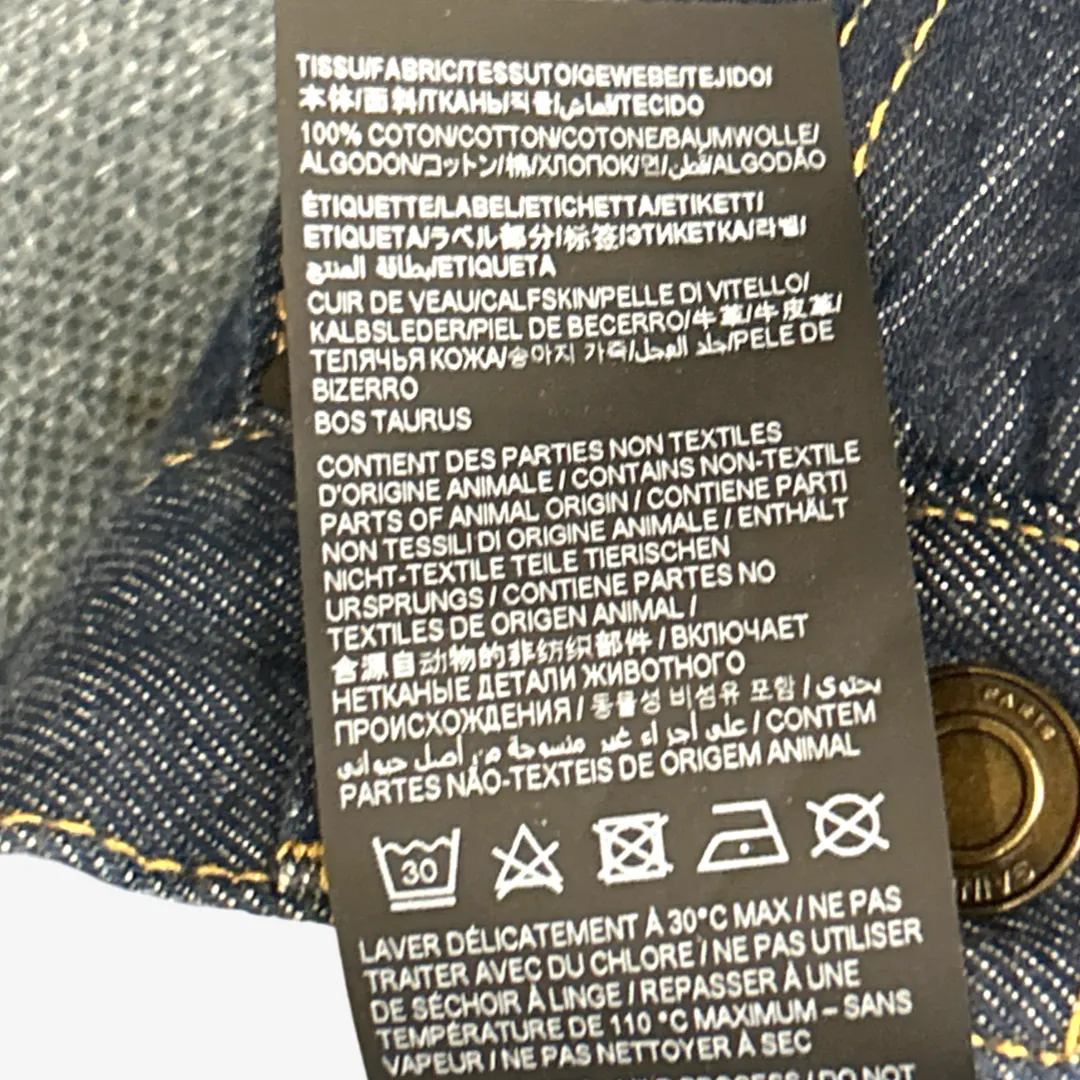 TISSU/FABRIC/TESSUTO/GEWEBE/TEJIDO/
本体/面料/ТКАНЬ/직물/قماش/TECIDO
100% COTON/COTTON/COTONE/BAUMWOLLE/
ALGODON/コットン/棉/ХЛОПОК/면/قطن/ALGODÃO
ÉTIQUETTE/LABEL/ETICHETTA/ETIKETT/
ETIQUETA/ラベル部分/标签/ЭТИКЕТКА/라벨/
بطاقة المنتج/ETIQUETA
CUIR DE VEAU/CALFSKIN/PELLE DI VITELLO/
KALBSLEDER/PIEL DE BECERRO/牛革/牛皮革/
ТЕЛЯЧЬЯ КОЖА/송아지 가죽/جلد العجل/PELE DE
BIZERRO
BOS TAURUS
CONTIENT DES PARTIES NON TEXTILES
D'ORIGINE ANIMALE / CONTAINS NON-TEXTILE
PARTS OF ANIMAL ORIGIN / CONTIENE PARTI
NON TESSILI DI ORIGINE ANIMALE / ENTHÄLT
NICHT-TEXTILE TEILE TIERISCHEN
URSPRUNGS / CONTIENE PARTES NO
TEXTILES DE ORIGEN ANIMAL /
含源自动物的非纺织部件 / ВКЛЮЧАЕТ
НЕТКАНЫЕ ДЕТАЛИ ЖИВОТНОГО
ПРОИСХОЖДЕНИЯ / 동물성 비섬유 포함 / يحتوي
على أجزاء غير منسوجة من أصل حيواني / CONTEM
PARTES NÃO-TEXTEIS DE ORIGEM ANIMAL
30
LAVER DÉLICATEMENT À 30°C MAX / NE PAS
TRAITER AVEC DU CHLORE / NE PAS UTILISER
DE SÉCHOIR À LINGE / REPASSER À UNE
TEMPÉRATURE DE 110 °C MAXIMUM – SANS
VAPEUR / NE PAS NETTOYER À SEC
PROCESS / DO NOT
PARIS